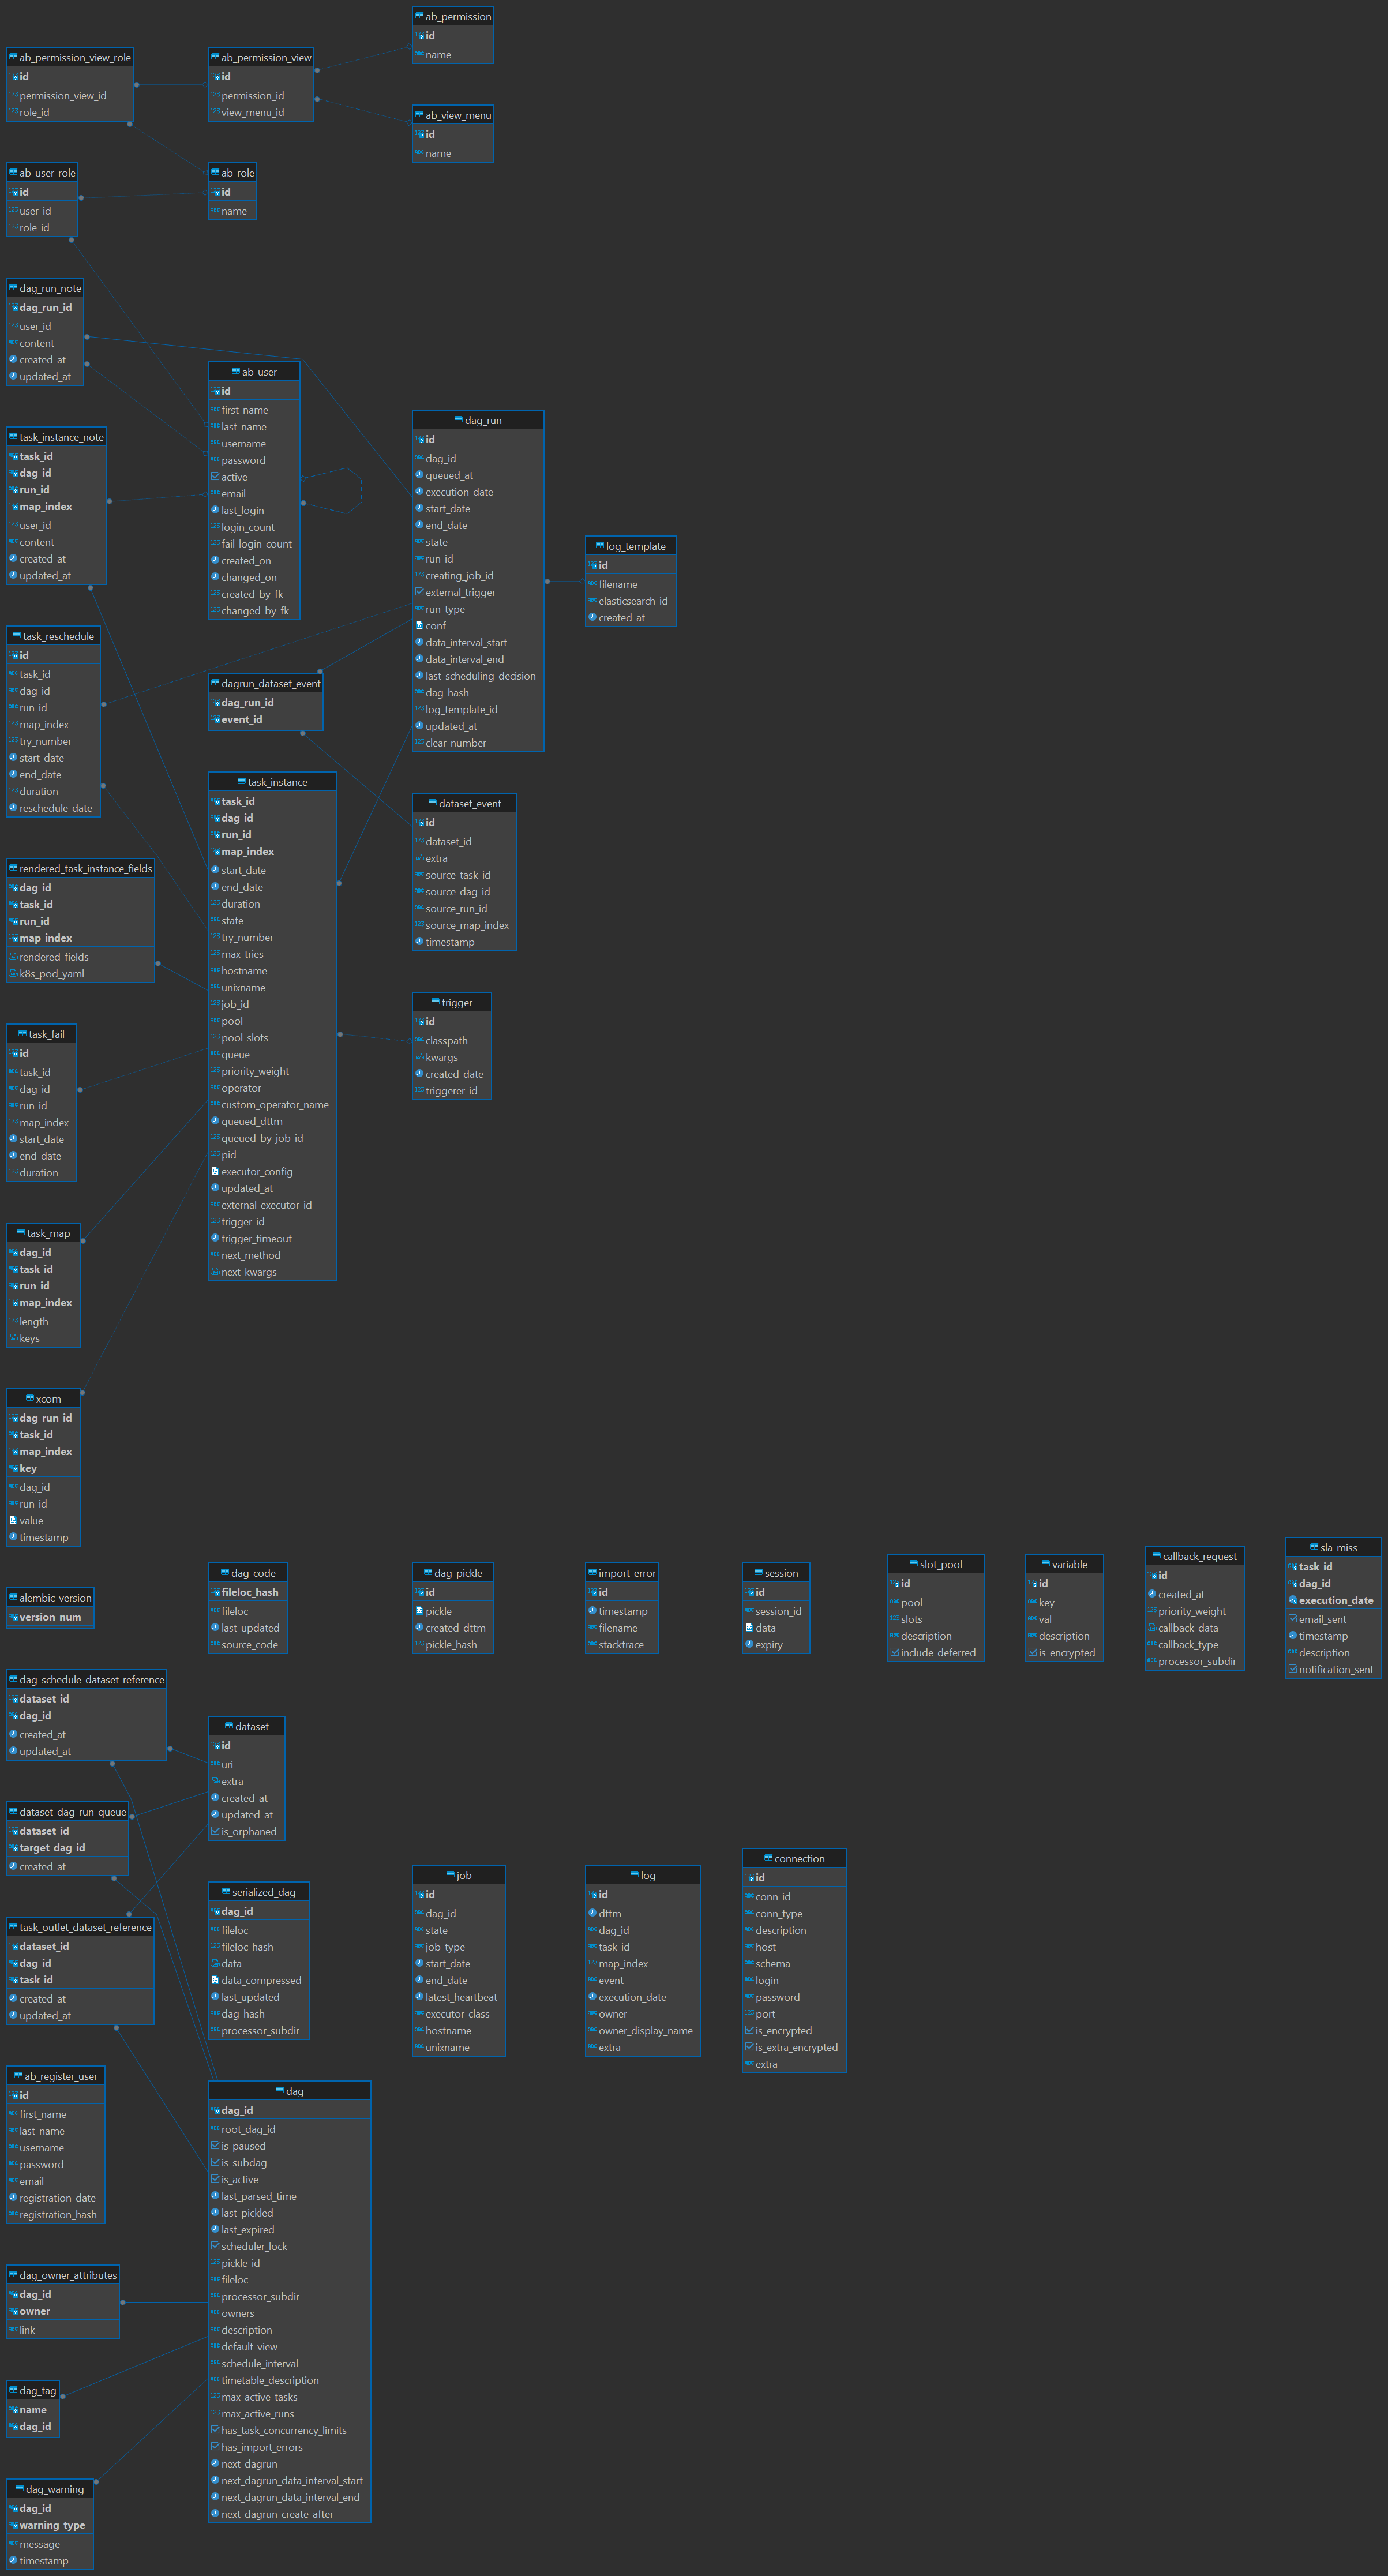 ab_permission
id
name
ab_permission_view_role
id
permission_view_id
role_id
ab_permission_view
id
permission_id
view_menu_id
ab_view_menu
id
name
ab_user_role
id
user_id
role_id
ab_role
id
name
dag_run_note
dag_run_id
user_id
content
created_at
updated_at
ab_user
id
first_name
last_name
username
password
active
email
last_login
login_count
fail_login_count
created_on
changed_on
created_by_fk
changed_by_fk
dag_run
id
dag_id
queued_at
execution_date
start_date
end_date
state
run_id
creating_job_id
external_trigger
run_type
conf
data_interval_start
data_interval_end
last_scheduling_decision
dag_hash
log_template_id
updated_at
clear_number
log_template
id
filename
elasticsearch_id
created_at
task_instance_note
task_id
dag_id
run_id
map_index
user_id
content
created_at
updated_at
task_reschedule
id
task_id
dag_id
run_id
map_index
try_number
start_date
end_date
duration
reschedule_date
dagrun_dataset_event
dag_run_id
event_id
task_instance
task_id
dag_id
run_id
map_index
start_date
end_date
duration
state
try_number
max_tries
hostname
unixname
job_id
pool
pool_slots
queue
priority_weight
operator
custom_operator_name
queued_dttm
queued_by_job_id
pid
executor_config
updated_at
external_executor_id
trigger_id
trigger_timeout
next_method
next_kwargs
dataset_event
id
dataset_id
extra
source_task_id
source_dag_id
source_run_id
source_map_index
timestamp
rendered_task_instance_fields
dag_id
task_id
run_id
map_index
rendered_fields
k8s_pod_yaml
trigger
id
classpath
kwargs
created_date
triggerer_id
task_fail
id
task_id
dag_id
run_id
map_index
start_date
end_date
duration
task_map
dag_id
task_id
run_id
map_index
length
keys
xcom
dag_run_id
task_id
map_index
key
dag_id
run_id
value
timestamp
alembic_version
version_num
dag_code
fileloc_hash
fileloc
last_updated
source_code
dag_pickle
id
pickle
created_dttm
pickle_hash
import_error
id
timestamp
filename
stacktrace
session
id
session_id
data
expiry
slot_pool
id
pool
slots
description
include_deferred
variable
id
key
val
description
is_encrypted
callback_request
id
created_at
priority_weight
callback_data
callback_type
processor_subdir
sla_miss
task_id
dag_id
execution_date
email_sent
timestamp
description
notification_sent
dag_schedule_dataset_reference
dataset_id
dag_id
created_at
updated_at
dataset
id
uri
extra
created_at
updated_at
is_orphaned
dataset_dag_run_queue
dataset_id
target_dag_id
created_at
serialized_dag
dag_id
fileloc
fileloc_hash
data
data_compressed
last_updated
dag_hash
processor_subdir
job
id
dag_id
state
job_type
start_date
end_date
latest_heartbeat
executor_class
hostname
unixname
log
id
dttm
dag_id
task_id
map_index
event
execution_date
owner
owner_display_name
extra
connection
id
conn_id
conn_type
description
host
schema
login
password
port
is_encrypted
is_extra_encrypted
extra
task_outlet_dataset_reference
dataset_id
dag_id
task_id
created_at
updated_at
ab_register_user
id
first_name
last_name
username
password
email
registration_date
registration_hash
dag
dag_id
root_dag_id
is_paused
is_subdag
is_active
last_parsed_time
last_pickled
last_expired
scheduler_lock
pickle_id
fileloc
processor_subdir
owners
description
default_view
schedule_interval
timetable_description
max_active_tasks
max_active_runs
has_task_concurrency_limits
has_import_errors
next_dagrun
next_dagrun_data_interval_start
next_dagrun_data_interval_end
next_dagrun_create_after
dag_owner_attributes
dag_id
owner
link
dag_tag
name
dag_id
dag_warning
dag_id
warning_type
message
timestamp